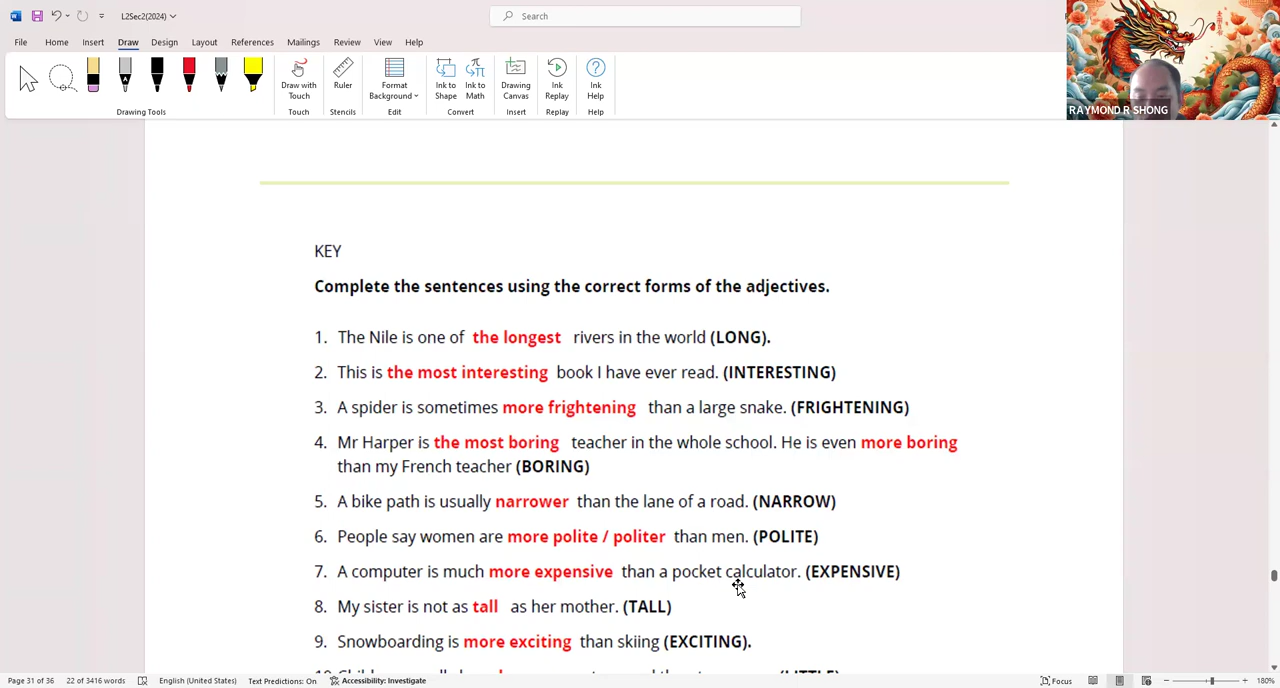 L2Sec2(2024)
Search
File Home Insert Draw Design Layout References Mailings Review View Help
Draw with Touch
Ruler
Format Background
Ink to Shape
Ink to Math
Drawing Canvas
Ink Replay
Ink Help
Drawing Tools Touch Stencils Edit Convert Insert Replay Help
RAYMOND R SHONG
KEY
Complete the sentences using the correct forms of the adjectives.
1. The Nile is one of the longest rivers in the world (LONG).
2. This is the most interesting book I have ever read. (INTERESTING)
3. A spider is sometimes more frightening than a large snake. (FRIGHTENING)
4. Mr Harper is the most boring teacher in the whole school. He is even more boring
than my French teacher (BORING)
5. A bike path is usually narrower than the lane of a road. (NARROW)
6. People say women are more polite / politer than men. (POLITE)
7. A computer is much more expensive than a pocket calculator. (EXPENSIVE)
8. My sister is not as tall as her mother. (TALL)
9. Snowboarding is more exciting than skiing (EXCITING).
Page 31 of 36 22 of 3416 words English (United States) Text Predictions: On Accessibility: Investigate Focus 180%